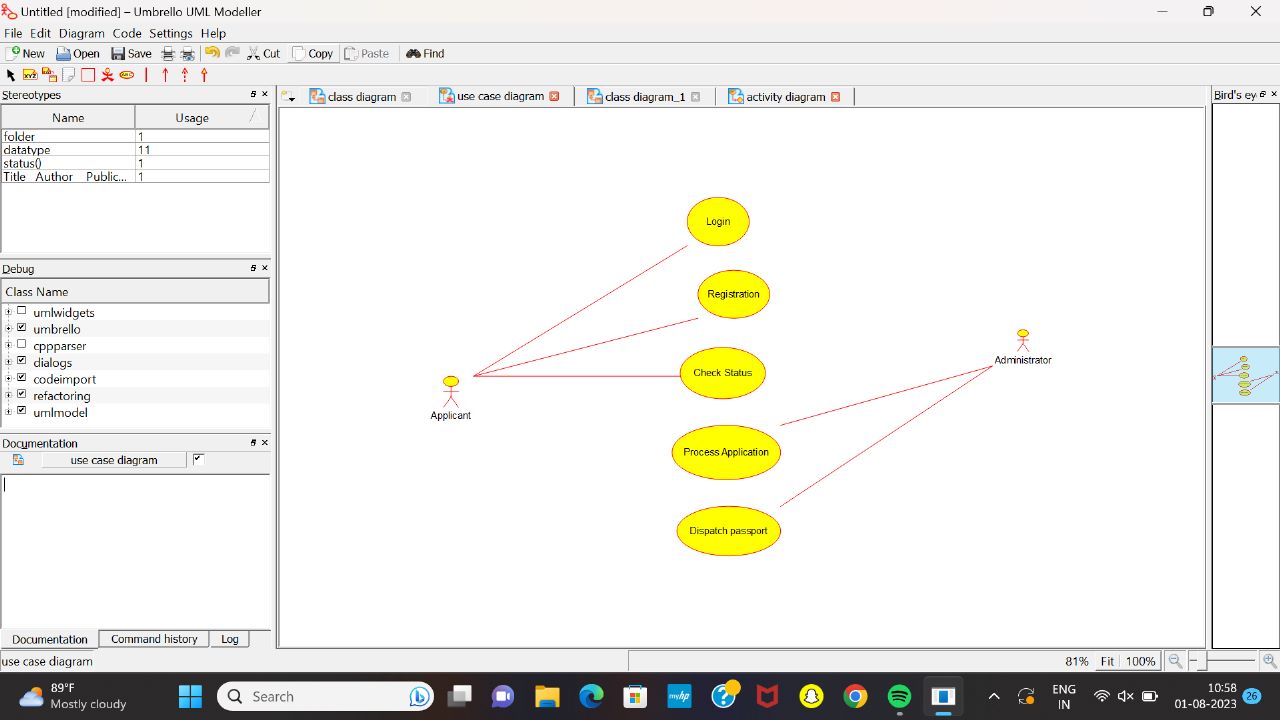 Untitled [modified] – Umbrello UML Modeller
File Edit Diagram Code Settings Help
New Open Save Cut Copy Paste Find
Stereotypes
Name Usage
folder 1
datatype 11
status() 1
Title Author Public... 1
Debug
Class Name
umlwidgets
umbrello
cppparser
dialogs
codeimport
refactoring
umlmodel
Documentation
use case diagram
Documentation Command history Log
use case diagram
class diagram use case diagram class diagram_1 activity diagram
Login
Registration
Check Status
Process Application
Dispatch passport
Applicant
Administrator
Bird's ey
81% Fit 100%
89°F
Mostly cloudy
Search
myhp
ENG
IN
10:58
01-08-2023
26